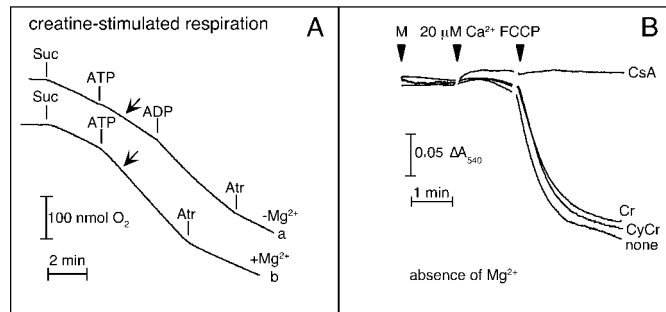 creatine-stimulated respiration
A
Suc
ATP
ADP
Suc
ATP
Atr
-Mg²⁺
a
Atr
+Mg²⁺
b
100 nmol O₂
2 min
B
M 20 µM Ca²⁺ FCCP
CsA
0.05 ΔA₅₄₀
1 min
Cr
CyCr
none
absence of Mg²⁺